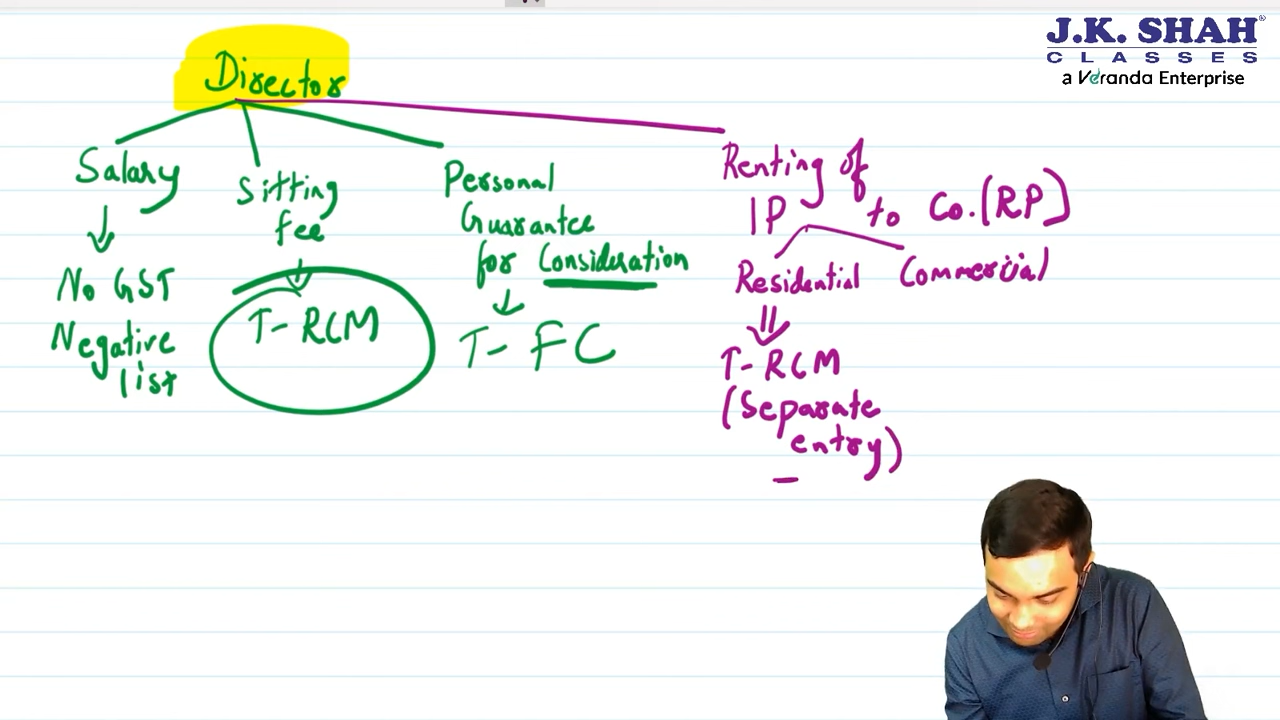 J.K. SHAH®
CLASSES
a Veranda Enterprise
Director
Salary
No GST
Negative
list
Sitting
fee
T-RCM
Personal
Guarantee
for Consideration
T- FC
Renting of
IP to Co. (RP)
Residential Commercial
T-RCM
(Separate
entry)